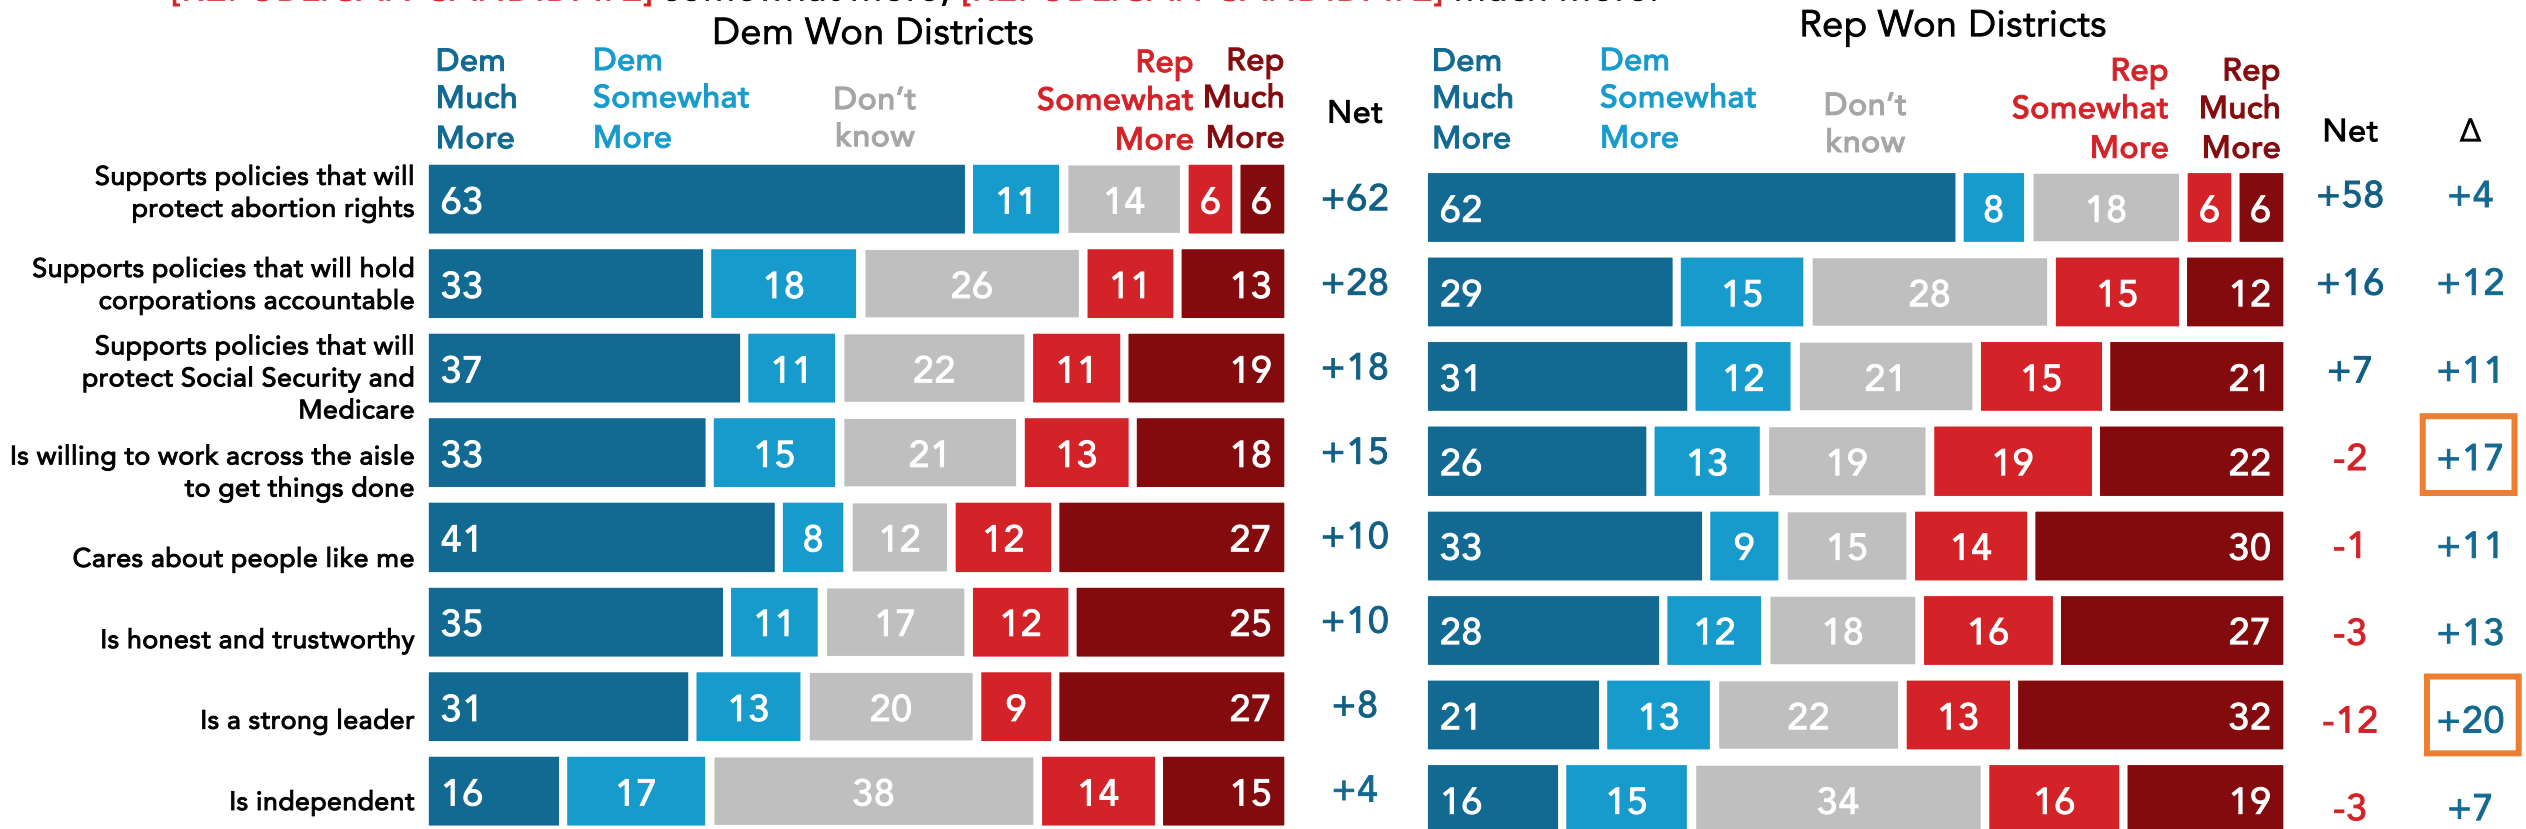 [REPUBLICAN CANDIDATE] somewhat more, [REPUBLICAN CANDIDATE] much more?
Dem Won Districts
Rep Won Districts
Dem Much More
Dem Somewhat More
Don't know
Rep Somewhat More
Rep Much More
Net
Dem Much More
Dem Somewhat More
Don't know
Rep Somewhat More
Rep Much More
Net
Δ
Supports policies that will
protect abortion rights
63 11 14 6 6 +62 62 8 18 6 6 +58 +4
Supports policies that will hold
corporations accountable
33 18 26 11 13 +28 29 15 28 15 12 +16 +12
Supports policies that will
protect Social Security and
Medicare
37 11 22 11 19 +18 31 12 21 15 21 +7 +11
Is willing to work across the aisle
to get things done
33 15 21 13 18 +15 26 13 19 19 22 -2 +17
Cares about people like me
41 8 12 12 27 +10 33 9 15 14 30 -1 +11
Is honest and trustworthy
35 11 17 12 25 +10 28 12 18 16 27 -3 +13
Is a strong leader
31 13 20 9 27 +8 21 13 22 13 32 -12 +20
Is independent
16 17 38 14 15 +4 16 15 34 16 19 -3 +7